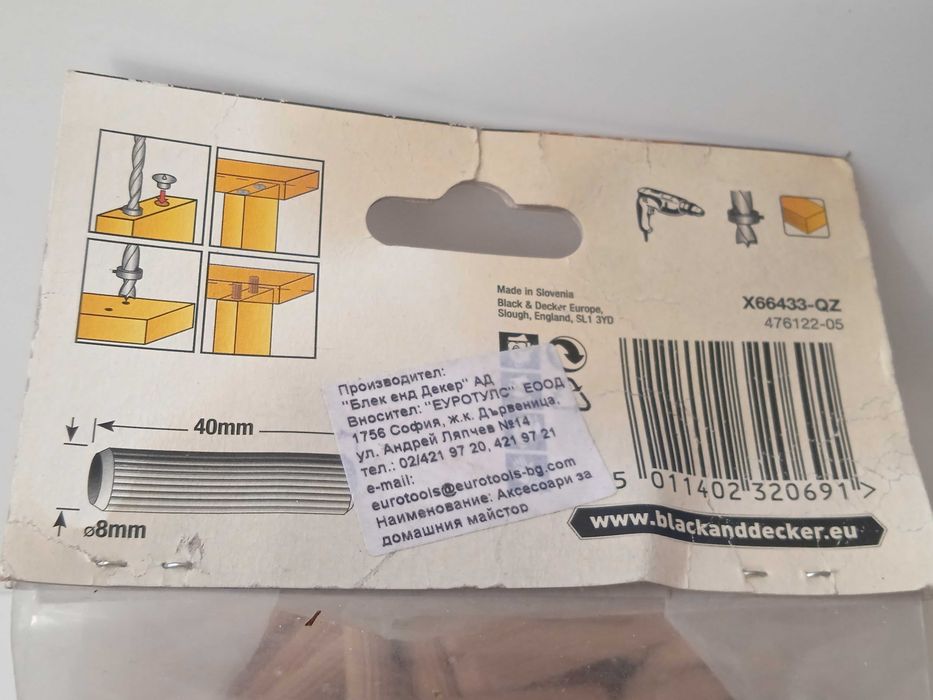 Made in Slovenia
Black & Decker Europe,
Slough, England, SL1 3YD
X66433-QZ
476122-05
Производител:
"Блек енд Декер" АД
Вносител: "ЕУРОТУЛС" ЕООД
1756 София, ж.к. Дървеница,
ул. Андрей Ляпчев №14
тел.: 02/421 97 20, 421 97 21
e-mail:
eurotools@eurotools-bg.com
Наименование: Аксесоари за
домашния майстор
40mm
ø8mm
5 011402 320691 >
www.blackanddecker.eu